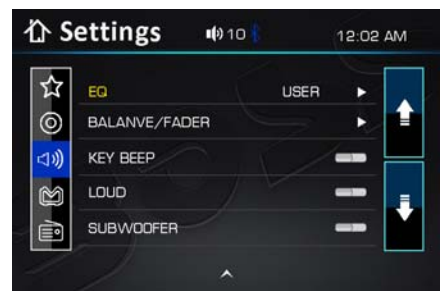 Settings 10 12:02 AM
EQ USER
BALANVE/FADER
KEY BEEP
LOUD
SUBWOOFER